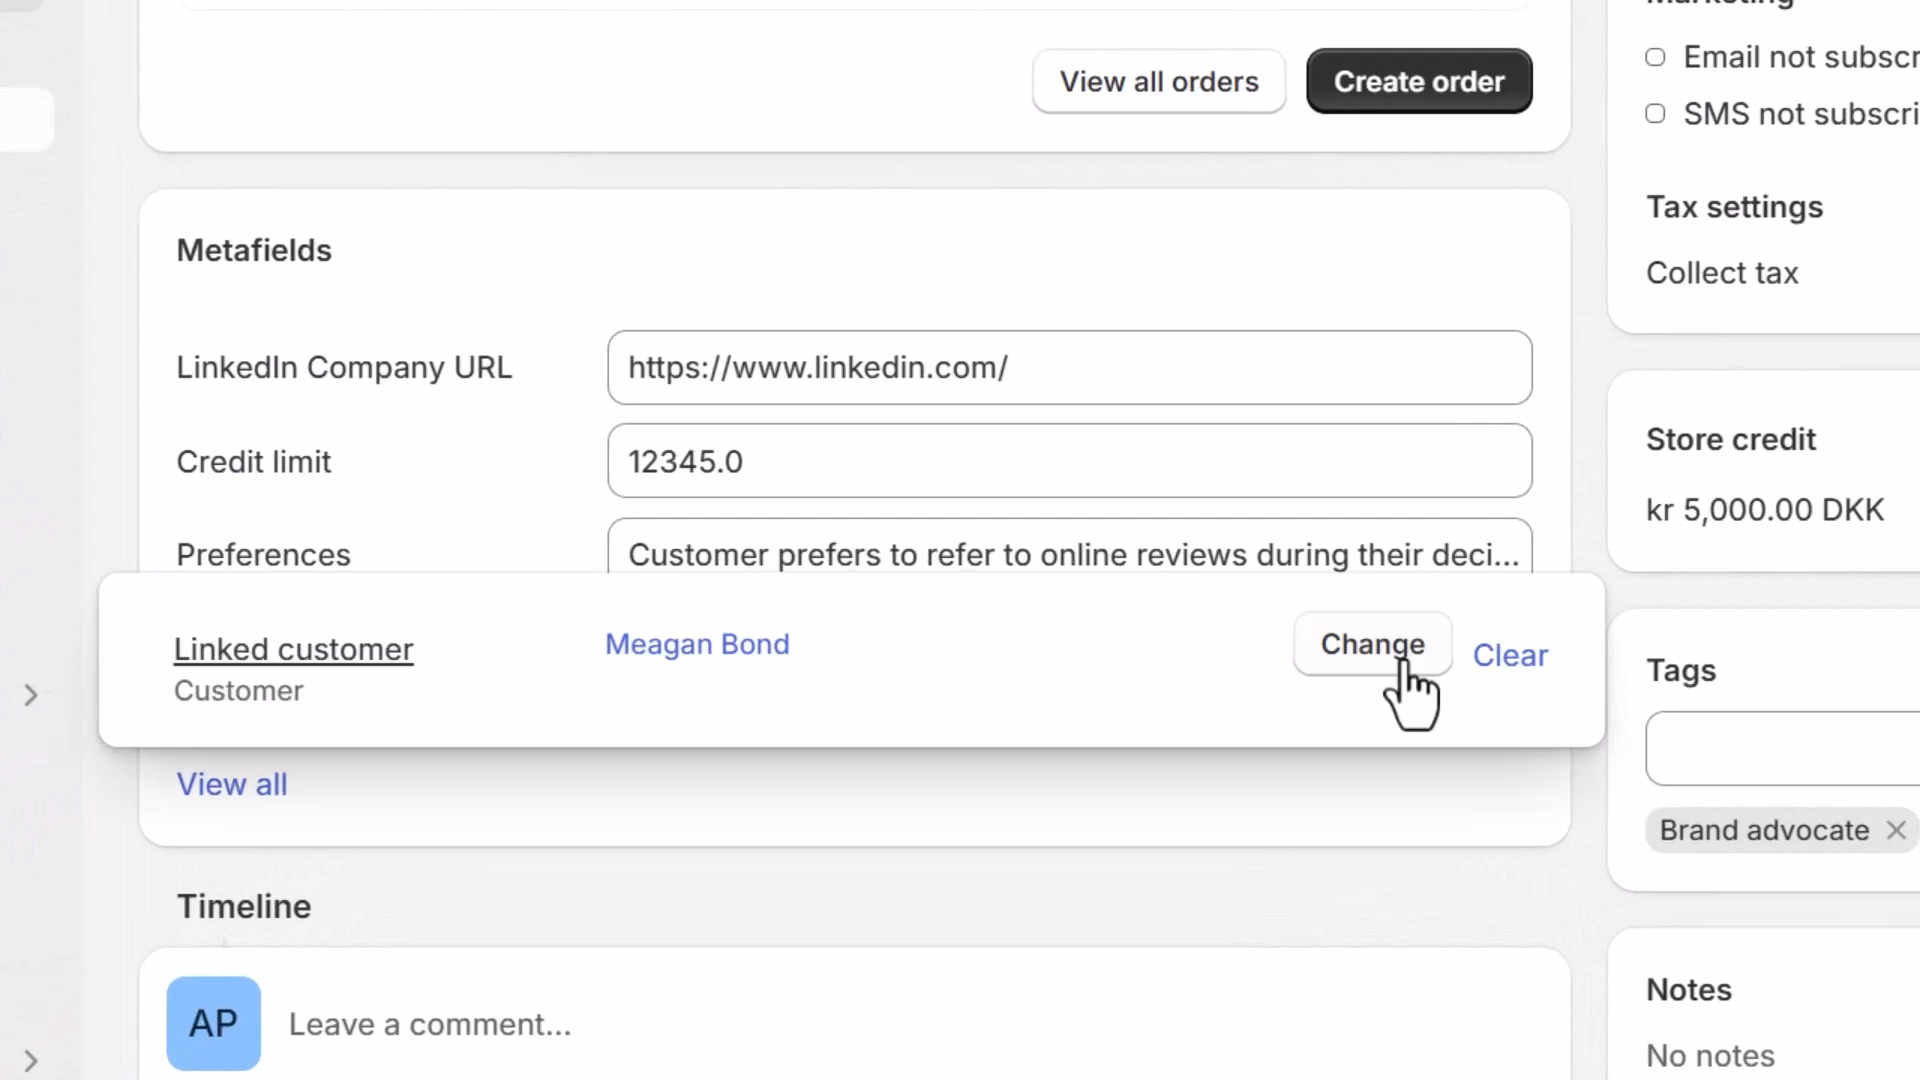 View all orders
Create order
Metafields
LinkedIn Company URL
https://www.linkedin.com/
Credit limit
12345.0
Preferences
Customer prefers to refer to online reviews during their deci...
Linked customer
Customer
Meagan Bond
Change
Clear
View all
Timeline
AP
Leave a comment...
Marketing
Email not subscr
SMS not subscri
Tax settings
Collect tax
Store credit
kr 5,000.00 DKK
Tags
Brand advocate
Notes
No notes